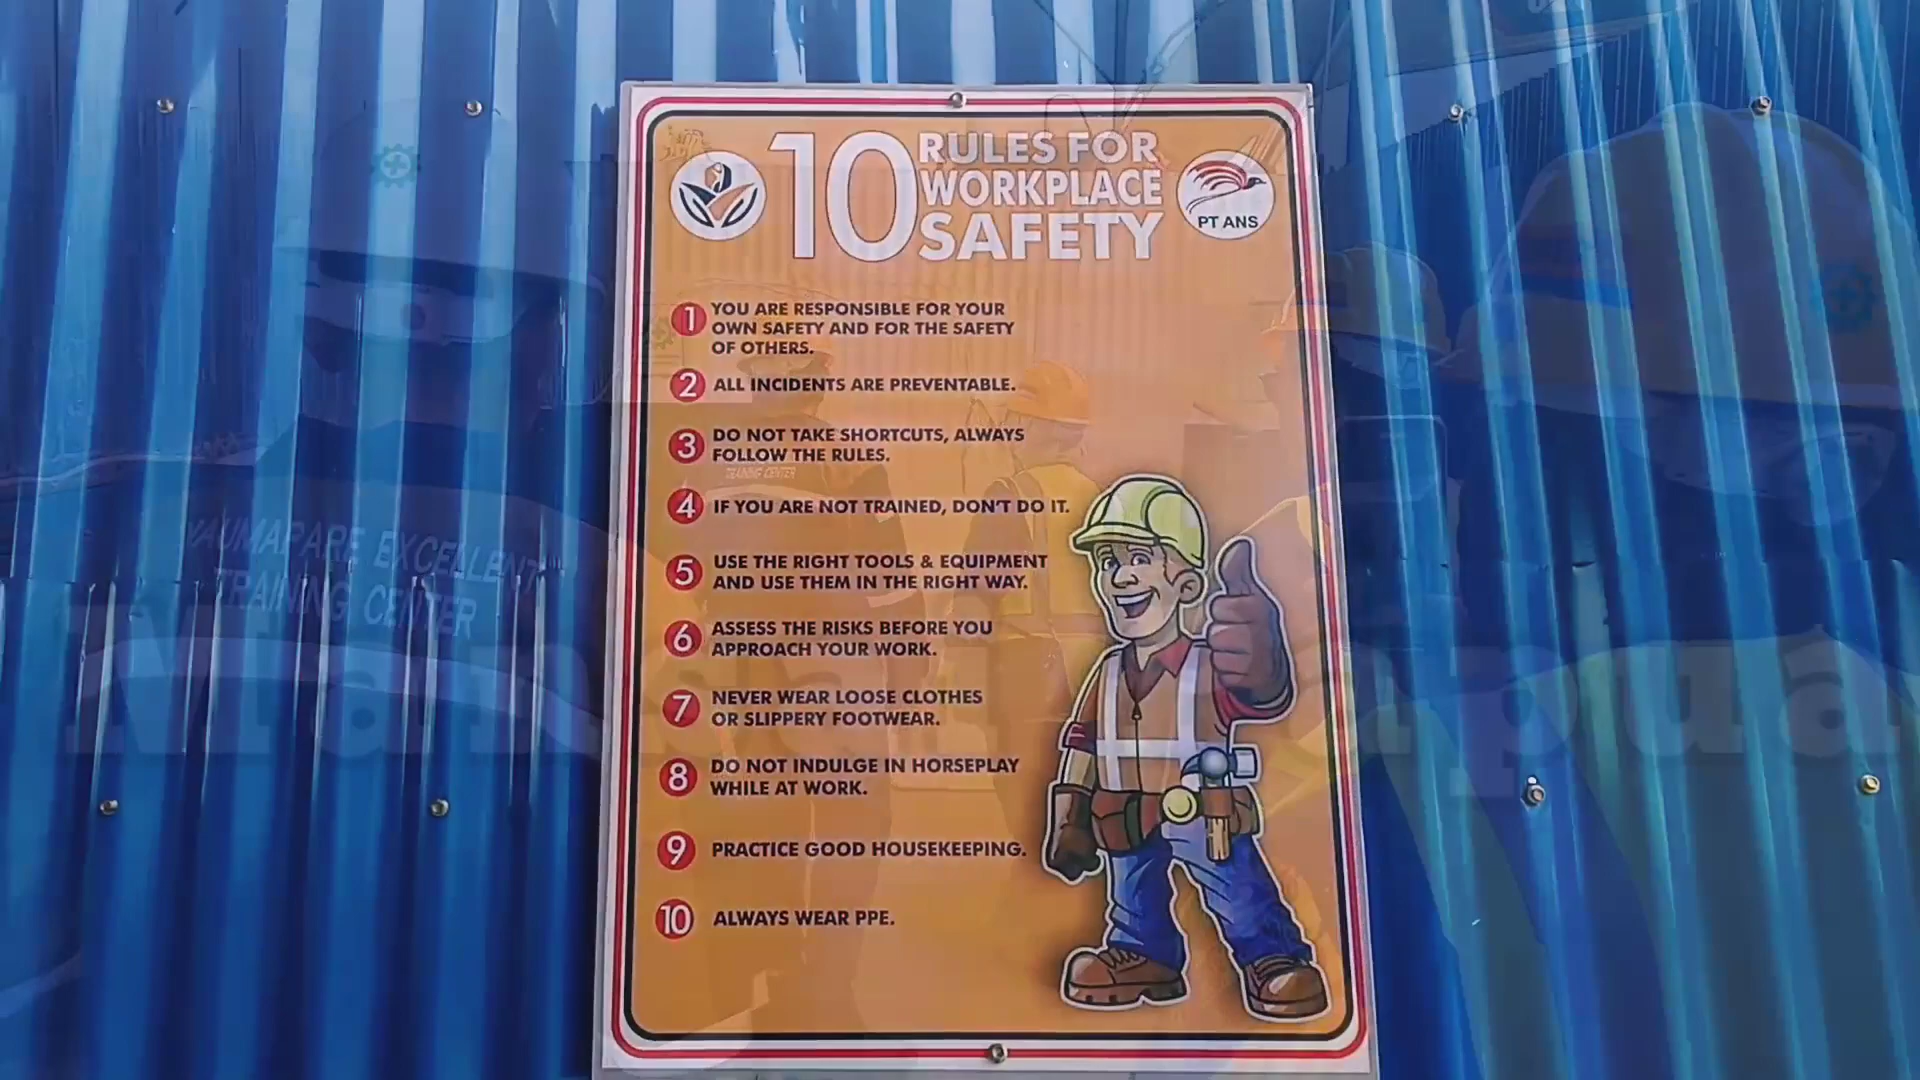 10 RULES FOR
WORKPLACE
SAFETY
PT ANS
1 YOU ARE RESPONSIBLE FOR YOUR
OWN SAFETY AND FOR THE SAFETY
OF OTHERS.
2 ALL INCIDENTS ARE PREVENTABLE.
3 DO NOT TAKE SHORTCUTS, ALWAYS
FOLLOW THE RULES.
TRAINING CENTER
4 IF YOU ARE NOT TRAINED, DON'T DO IT.
5 USE THE RIGHT TOOLS & EQUIPMENT
AND USE THEM IN THE RIGHT WAY.
6 ASSESS THE RISKS BEFORE YOU
APPROACH YOUR WORK.
7 NEVER WEAR LOOSE CLOTHES
OR SLIPPERY FOOTWEAR.
8 DO NOT INDULGE IN HORSEPLAY
WHILE AT WORK.
9 PRACTICE GOOD HOUSEKEEPING.
10 ALWAYS WEAR PPE.
YAUMAPARE EXCELLENT
TRAINING CENTER